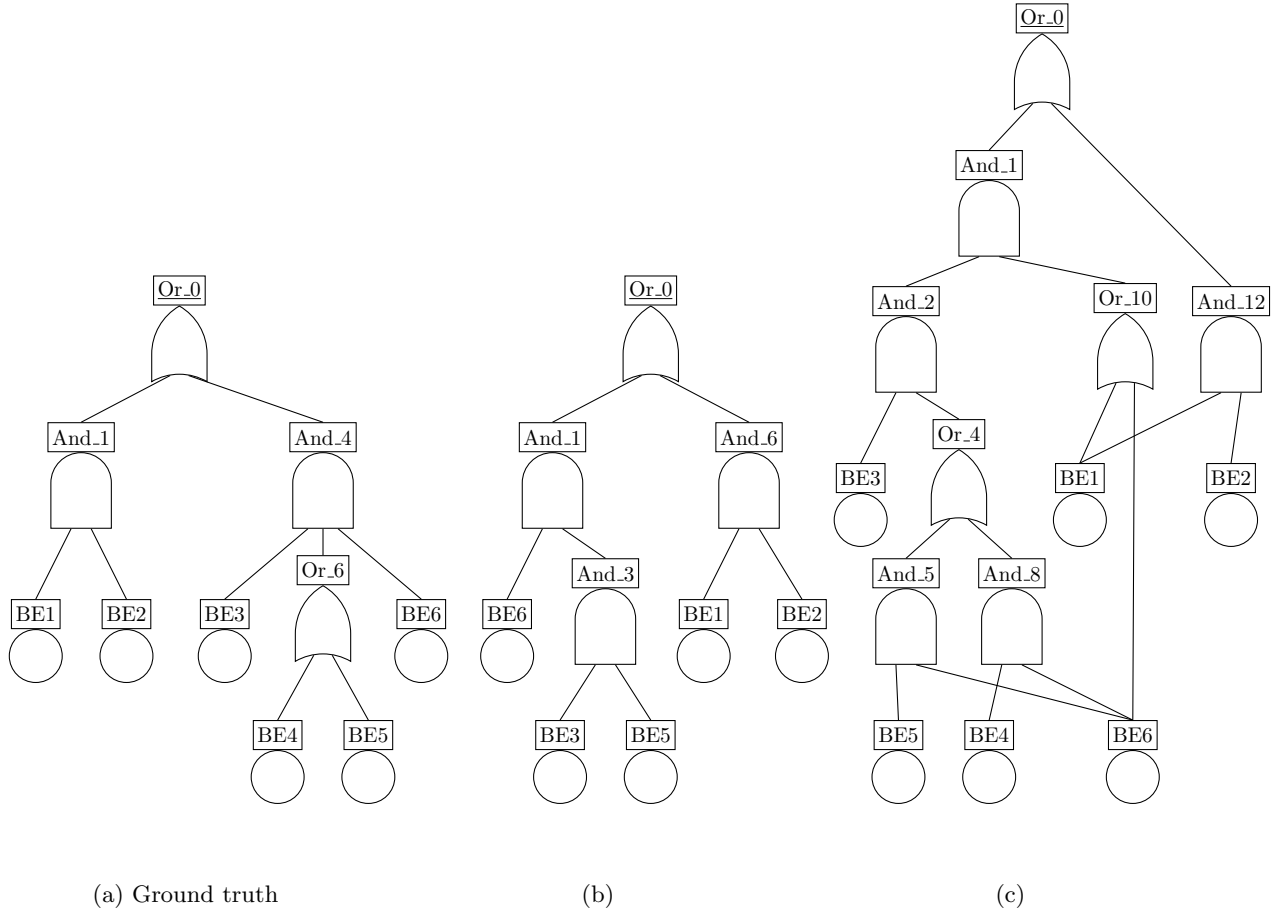 Or_0
And_1
Or_0
Or_0
And_2
Or_10
And_12
And_1
And_4
And_1
And_6
Or_4
BE3
BE1
BE2
Or_6
And_3
And_5
And_8
BE1
BE2
BE3
BE6
BE6
BE1
BE2
BE4
BE5
BE3
BE5
BE5
BE4
BE6
(a) Ground truth
(b)
(c)